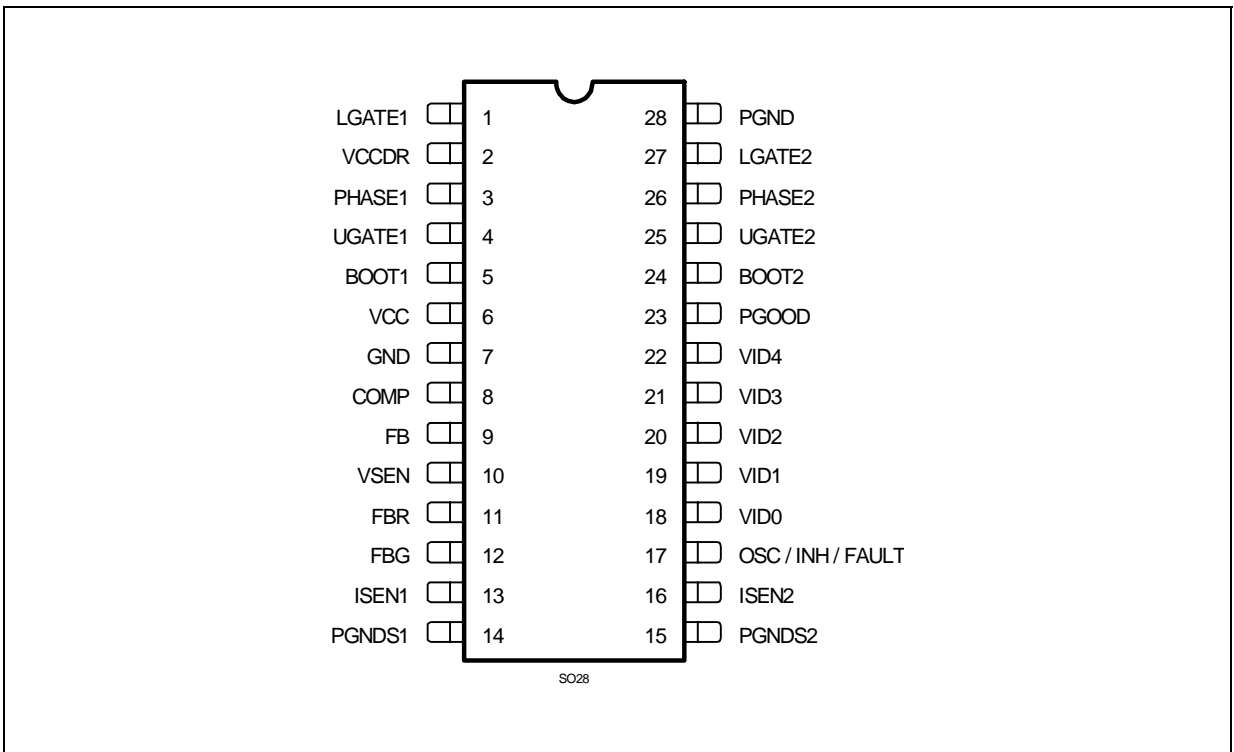 LGATE1 1 28 PGND
VCCDR 2 27 LGATE2
PHASE1 3 26 PHASE2
UGATE1 4 25 UGATE2
BOOT1 5 24 BOOT2
VCC 6 23 PGOOD
GND 7 22 VID4
COMP 8 21 VID3
FB 9 20 VID2
VSEN 10 19 VID1
FBR 11 18 VID0
FBG 12 17 OSC / INH / FAULT
ISEN1 13 16 ISEN2
PGNDS1 14 15 PGNDS2
SO28